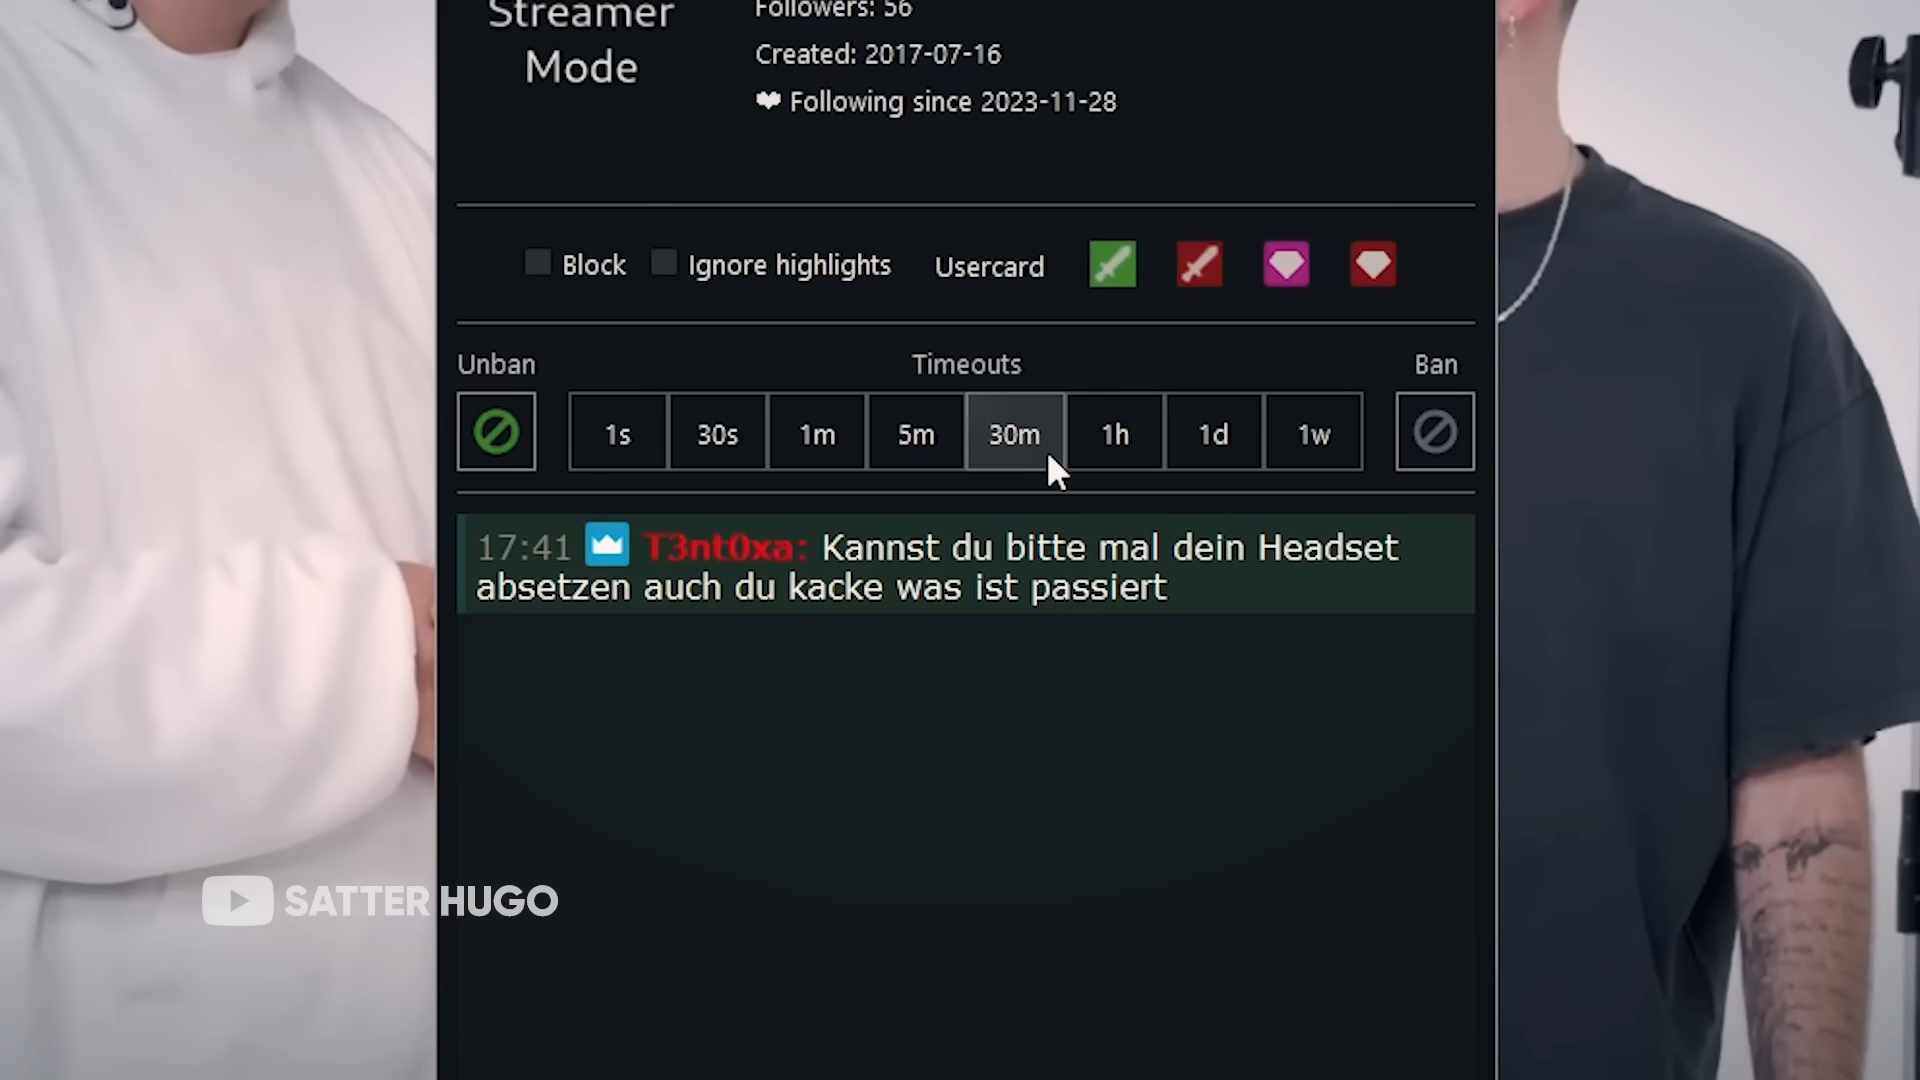 Streamer
Mode
Followers: 56
Created: 2017-07-16
Following since 2023-11-28
Block
Ignore highlights
Usercard
Unban
Timeouts
Ban
1s
30s
1m
5m
30m
1h
1d
1w
17:41 T3nt0xa: Kannst du bitte mal dein Headset
absetzen auch du kacke was ist passiert
SATTER HUGO